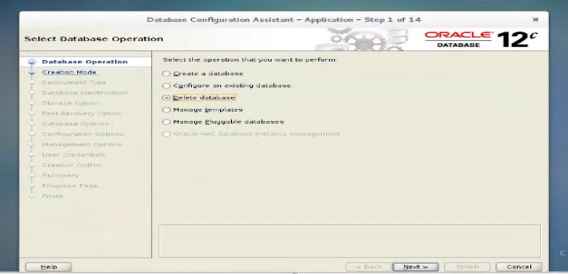 Database Configuration Assistant - Application - Step 1 of 14
Select Database Operation
ORACLE
DATABASE
12c
Database Operation
Creation Mode
Deployment Type
Database Identification
Storage Option
Fast Recovery Option
Database Options
Configuration Options
Management Options
User Credentials
Creation Option
Summary
Progress Page
Finish
Select the operation that you want to perform.
Create a database
Configure an existing database
Delete database
Manage templates
Manage Pluggable databases
Oracle RAC database instance management
Help
< Back
Next >
Finish
Cancel